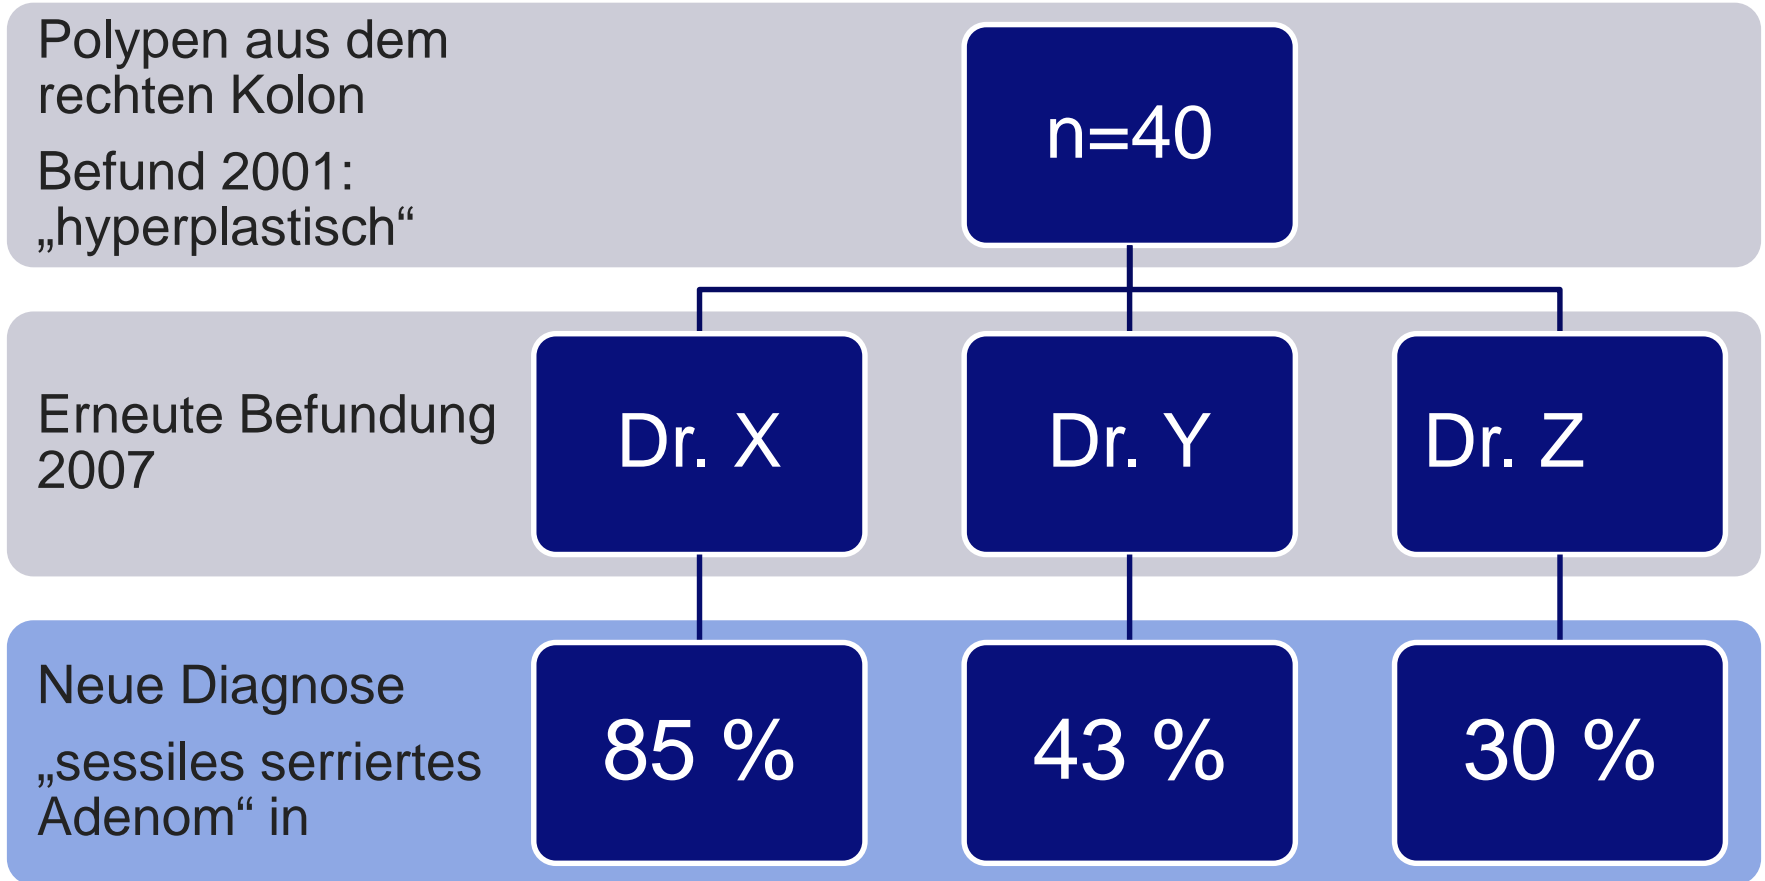 Polypen aus dem
rechten Kolon
Befund 2001:
„hyperplastisch“
n=40
Erneute Befundung
2007
Dr. X
Dr. Y
Dr. Z
Neue Diagnose
„sessiles serriertes
Adenom“ in
85 %
43 %
30 %